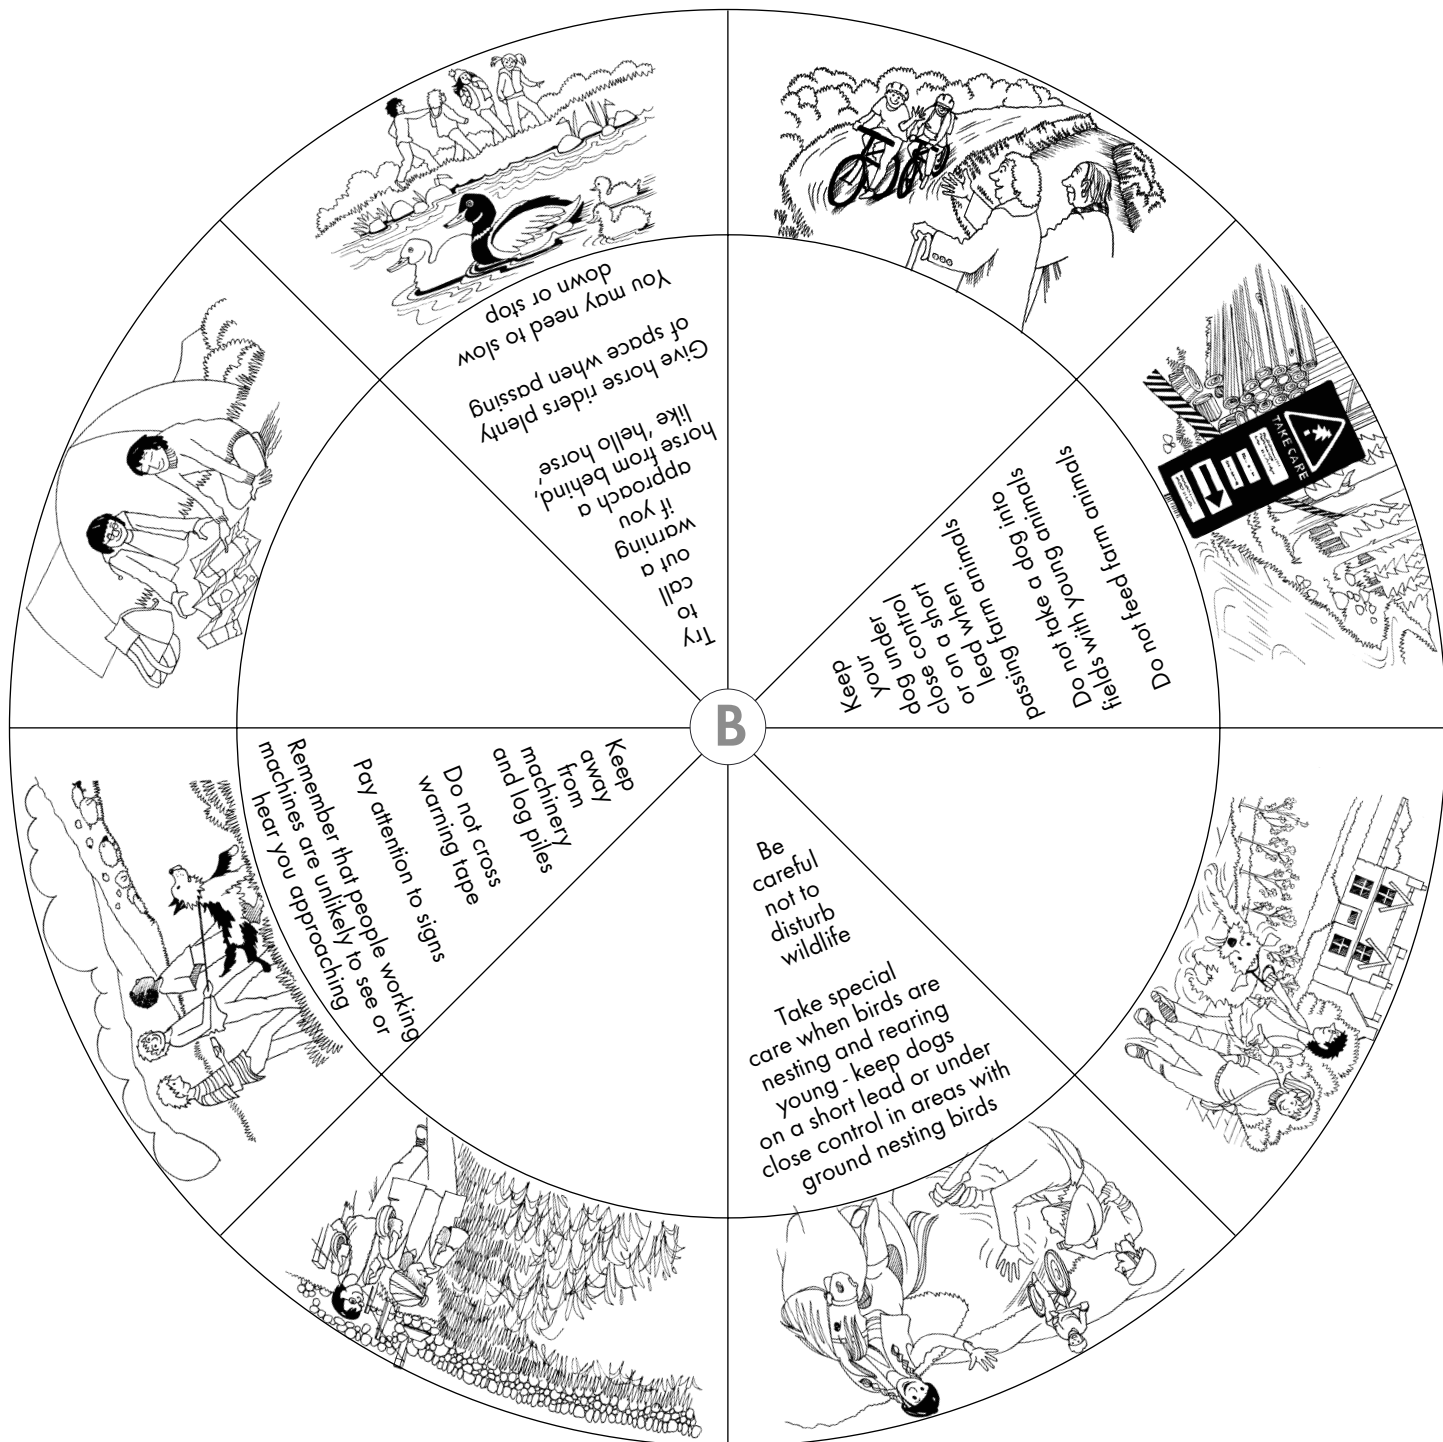 You may need to slow
down or stop
Give horse riders plenty
of space when passing
Try
to
call
out a
warning
if you
approach a
horse from behind,
like ‘hello horse’
Keep
your
dog under
close control
or on a short
lead when
passing farm animals
Do not take a dog into
fields with young animals
Do not feed farm animals
TAKE CARE
B
Keep
away
from
machinery
and log piles
Do not cross
warning tape
Pay attention to signs
Remember that people working
machines are unlikely to see or
hear you approaching
Be
careful
not to
disturb
wildlife
Take special
care when birds are
nesting and rearing
young - keep dogs
on a short lead or under
close control in areas with
ground nesting birds